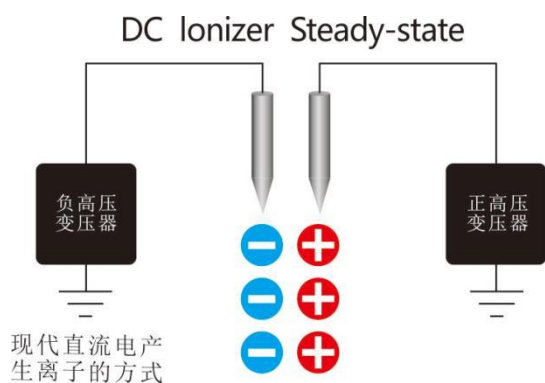 DC Ionizer Steady-state
负高压
变压器
正高压
变压器
现代直流电产
生离子的方式